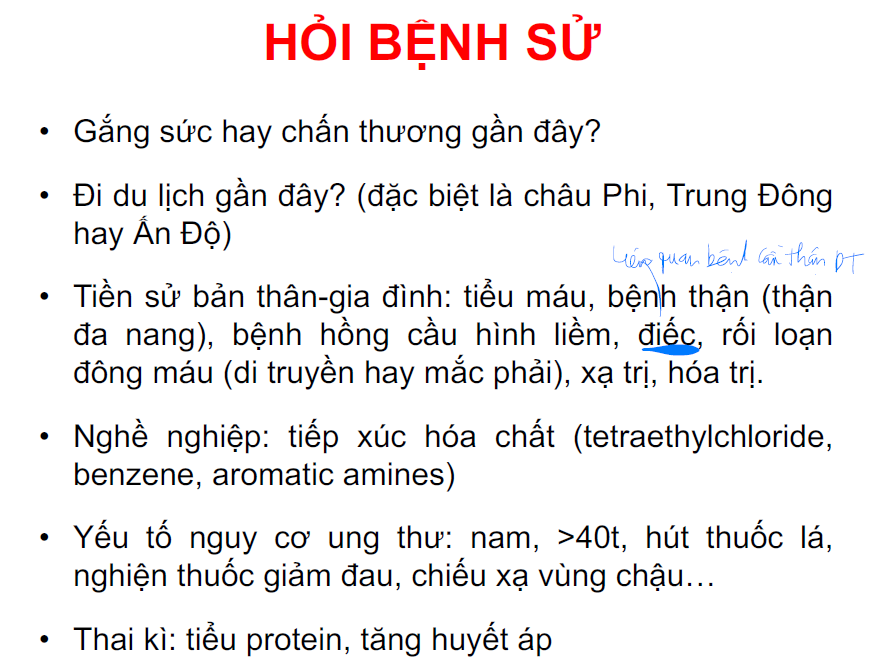 HỎI BỆNH SỬ
• Gắng sức hay chấn thương gần đây?
• Đi du lịch gần đây? (đặc biệt là châu Phi, Trung Đông
hay Ấn Độ)
liên quan bệnh cầu thận DT
• Tiền sử bản thân-gia đình: tiểu máu, bệnh thận (thận
đa nang), bệnh hồng cầu hình liềm, điếc, rối loạn
đông máu (di truyền hay mắc phải), xạ trị, hóa trị.
• Nghề nghiệp: tiếp xúc hóa chất (tetraethylchloride,
benzene, aromatic amines)
• Yếu tố nguy cơ ung thư: nam, >40t, hút thuốc lá,
nghiện thuốc giảm đau, chiếu xạ vùng chậu…
• Thai kì: tiểu protein, tăng huyết áp